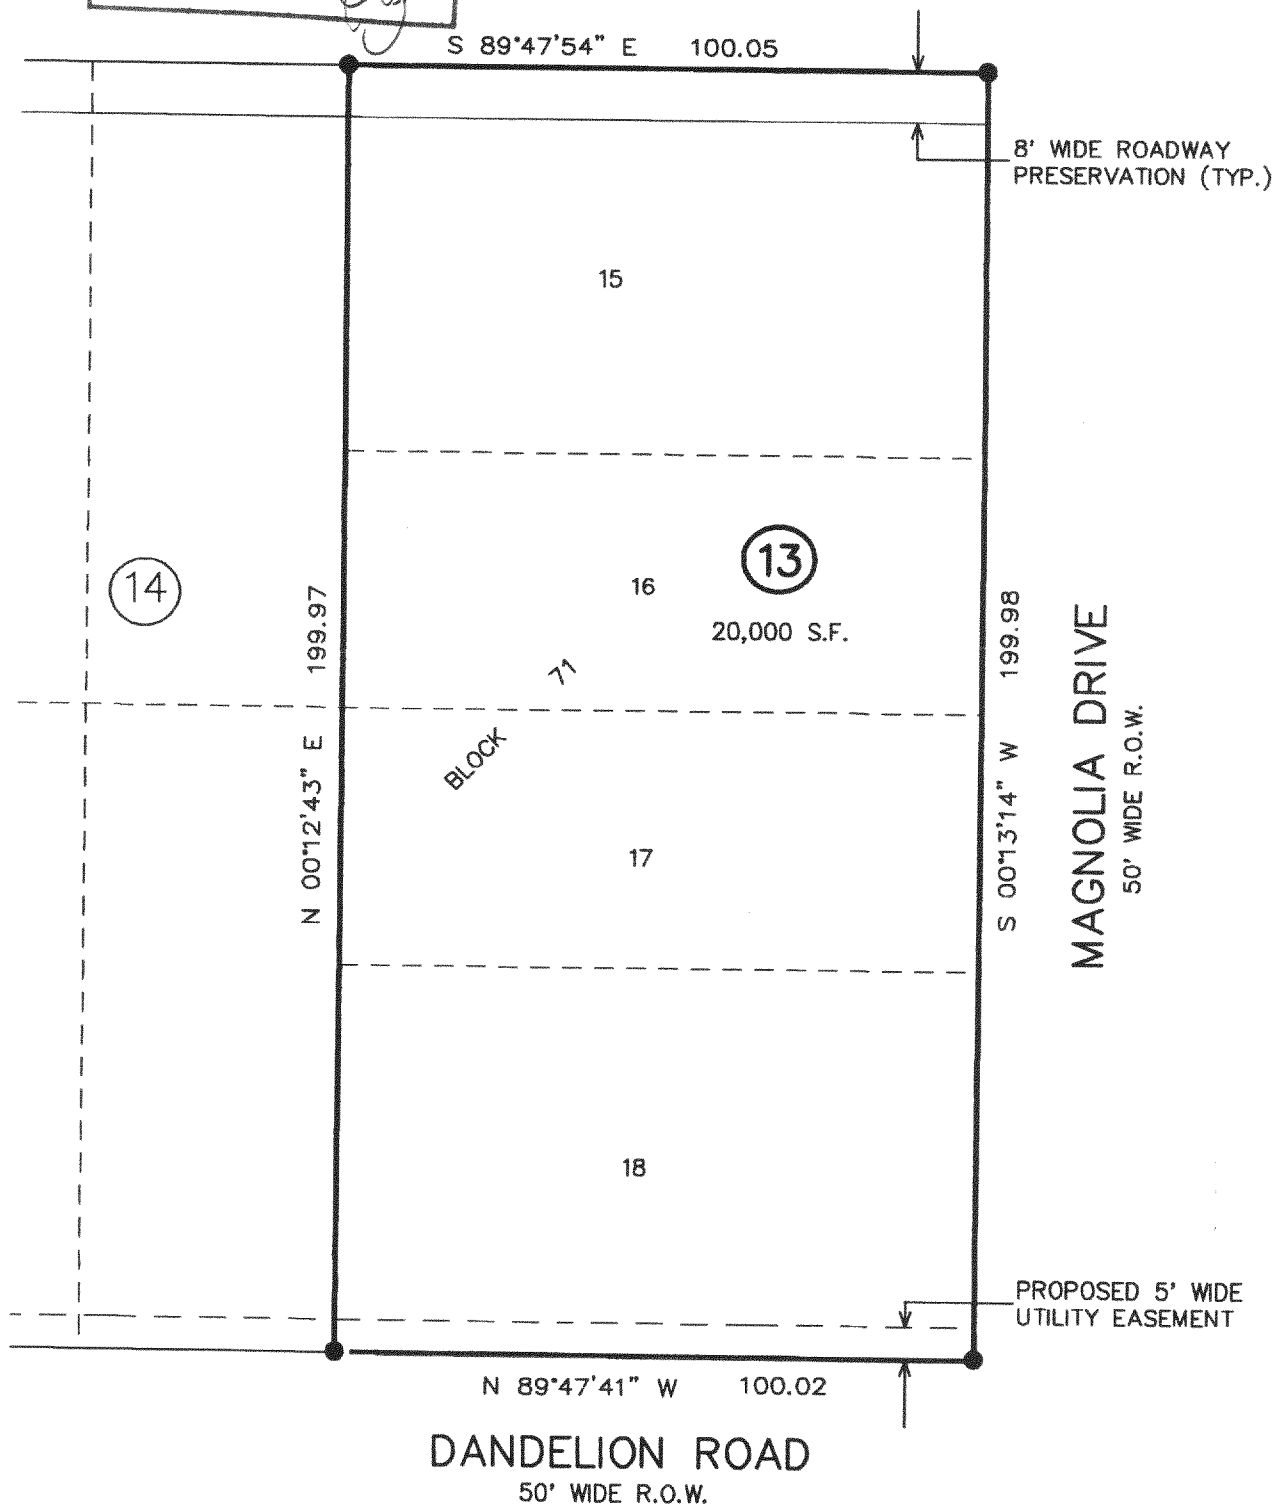 S 89°47'54" E 100.05
8' WIDE ROADWAY
PRESERVATION (TYP.)
15
14
13
16
20,000 S.F.
N 00°12'43" E 199.97
BLOCK 71
S 00°13'14" W 199.98
MAGNOLIA DRIVE
50' WIDE R.O.W.
17
18
PROPOSED 5' WIDE
UTILITY EASEMENT
N 89°47'41" W 100.02
DANDELION ROAD
50' WIDE R.O.W.